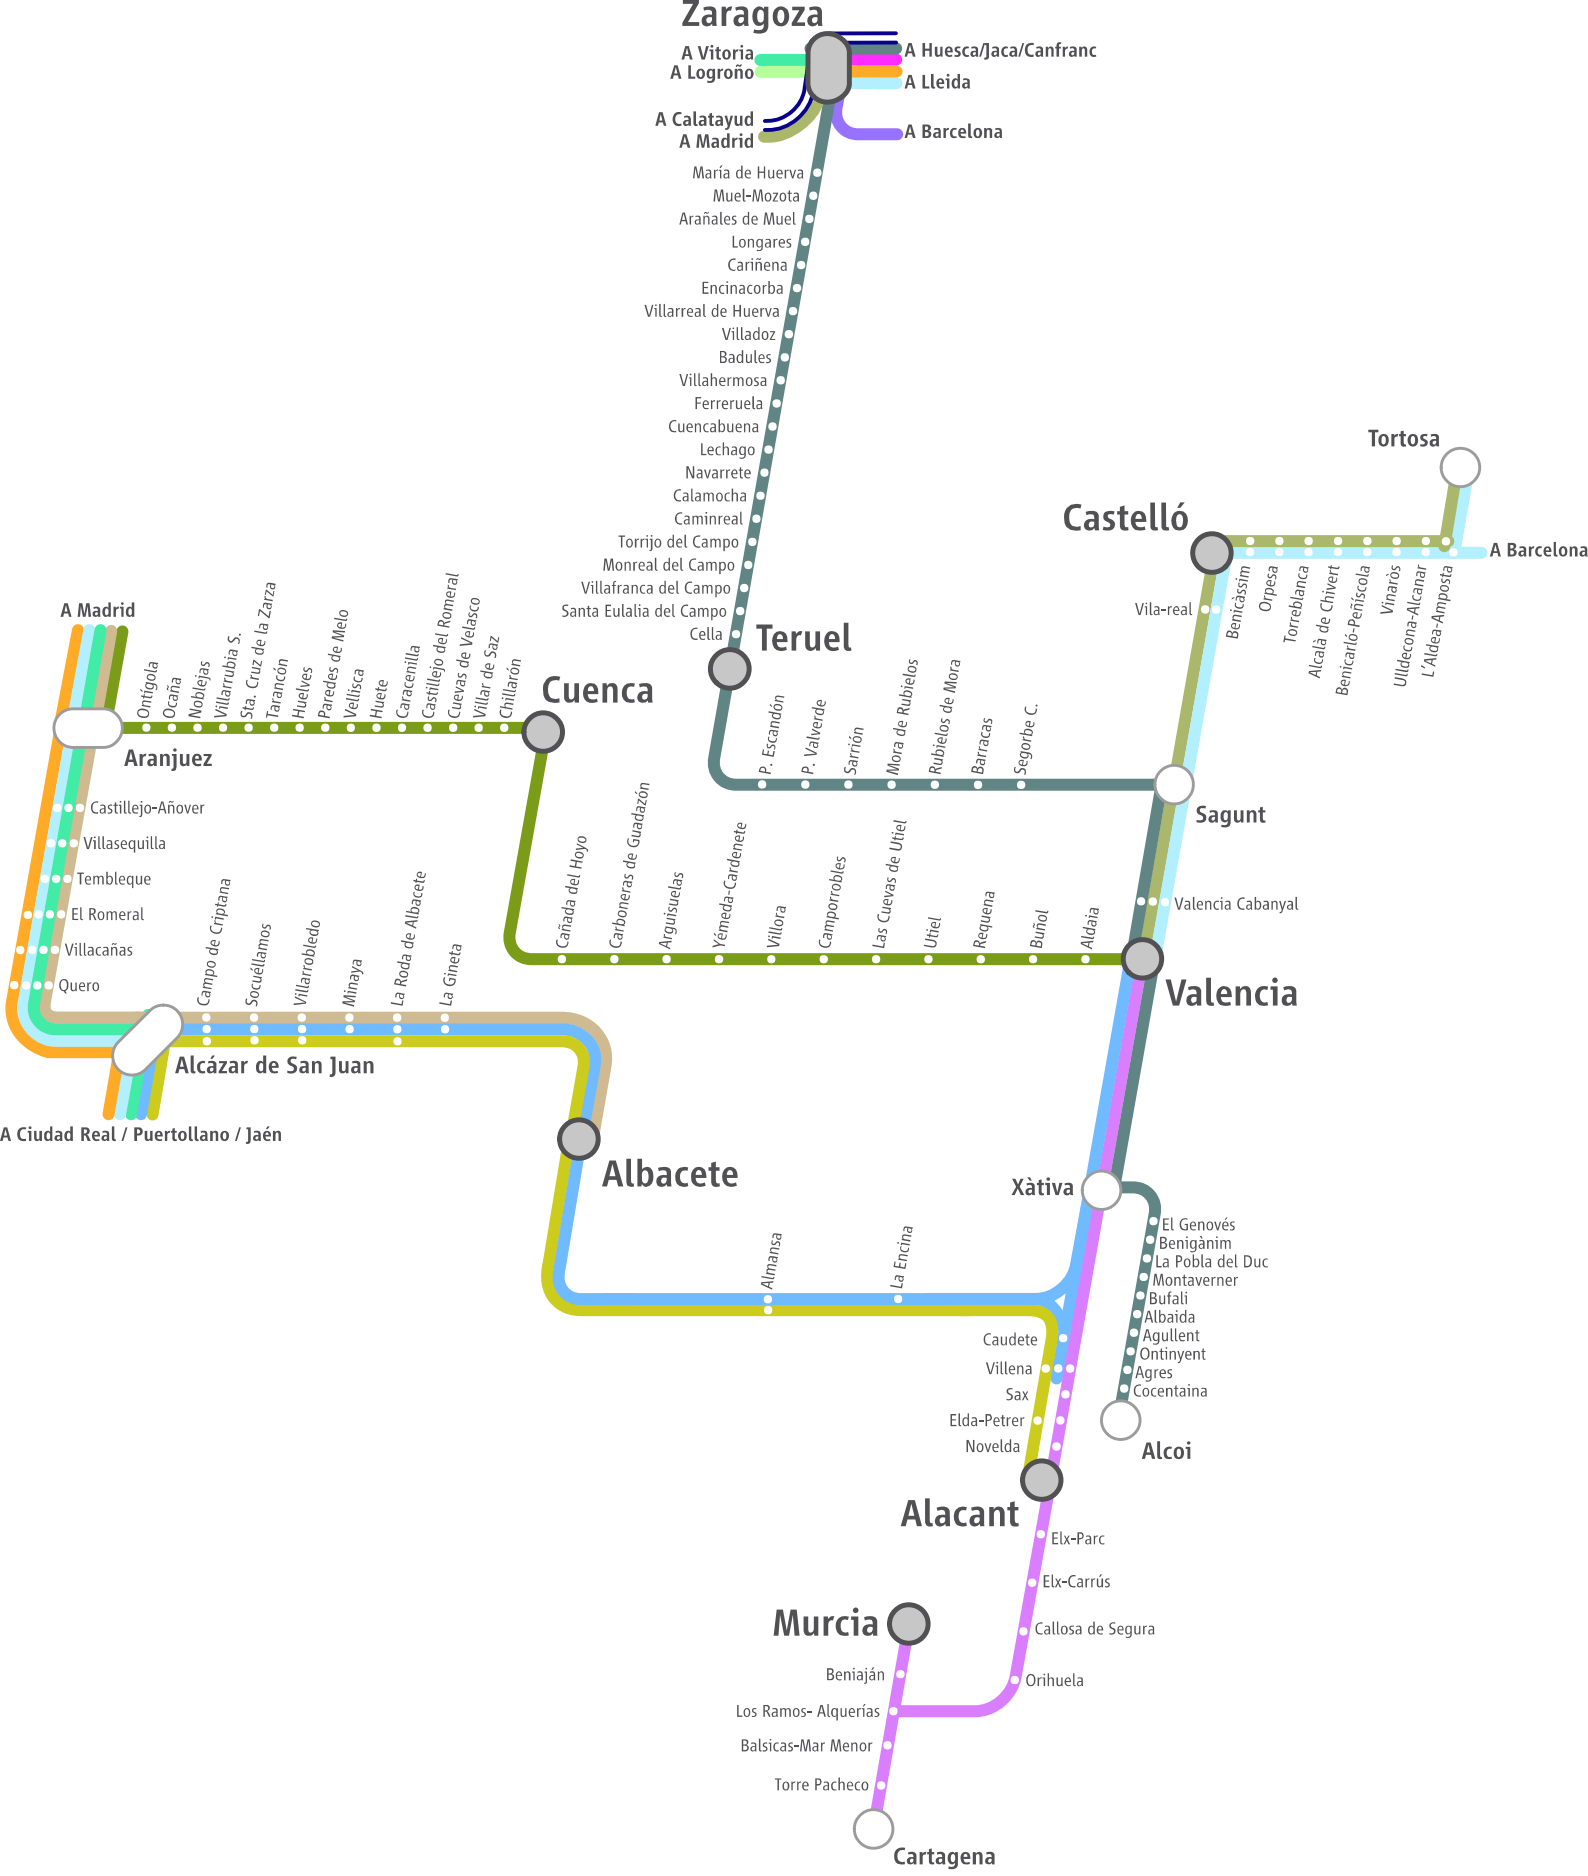 Zaragoza
A Vitoria
A Logroño
A Huesca/Jaca/Canfranc
A Lleida
A Calatayud
A Madrid
A Barcelona
María de Huerva
Muel-Mozota
Arañales de Muel
Longares
Cariñena
Encinacorba
Villarreal de Huerva
Villadoz
Badules
Villahermosa
Ferreruela
Cuencabuena
Lechago
Navarrete
Calamocha
Caminreal
Torrijo del Campo
Monreal del Campo
Villafranca del Campo
Santa Eulalia del Campo
Cella
Teruel
Tortosa
Castelló
A Barcelona
Vila-real
Benicàssim
Orpesa
Torreblanca
Alcalà de Chivert
Benicarló-Peñíscola
Vinaròs
Ulldecona-Alcanar
L'Aldea-Amposta
A Madrid
Ontígola
Ocaña
Noblejas
Villarrubia S.
Sta. Cruz de la Zarza
Tarancón
Huelves
Paredes de Melo
Vellisca
Huete
Caracenilla
Castillejo del Romeral
Cuevas de Velasco
Villar de Saz
Chillarón
Cuenca
Aranjuez
P. Escandón
P. Valverde
Sarrión
Mora de Rubielos
Rubielos de Mora
Barracas
Segorbe C.
Sagunt
Castillejo-Añover
Villasequilla
Tembleque
El Romeral
Villacañas
Quero
Cañada del Hoyo
Carboneras de Guadazón
Arguisuelas
Yémeda-Cardenete
Villora
Camporrobles
Las Cuevas de Utiel
Utiel
Requena
Buñol
Aldaia
Valencia Cabanyal
Valencia
Campo de Criptana
Socuéllamos
Villarrobledo
Minaya
La Roda de Albacete
La Gineta
Alcázar de San Juan
A Ciudad Real / Puertollano / Jaén
Albacete
Xàtiva
El Genovés
Benigànim
La Pobla del Duc
Montaverner
Bufali
Albaida
Agullent
Ontinyent
Agres
Cocentaina
Alcoi
Almansa
La Encina
Caudete
Villena
Sax
Elda-Petrer
Novelda
Alacant
Elx-Parc
Elx-Carrús
Callosa de Segura
Orihuela
Murcia
Beniaján
Los Ramos- Alquerías
Balsicas-Mar Menor
Torre Pacheco
Cartagena